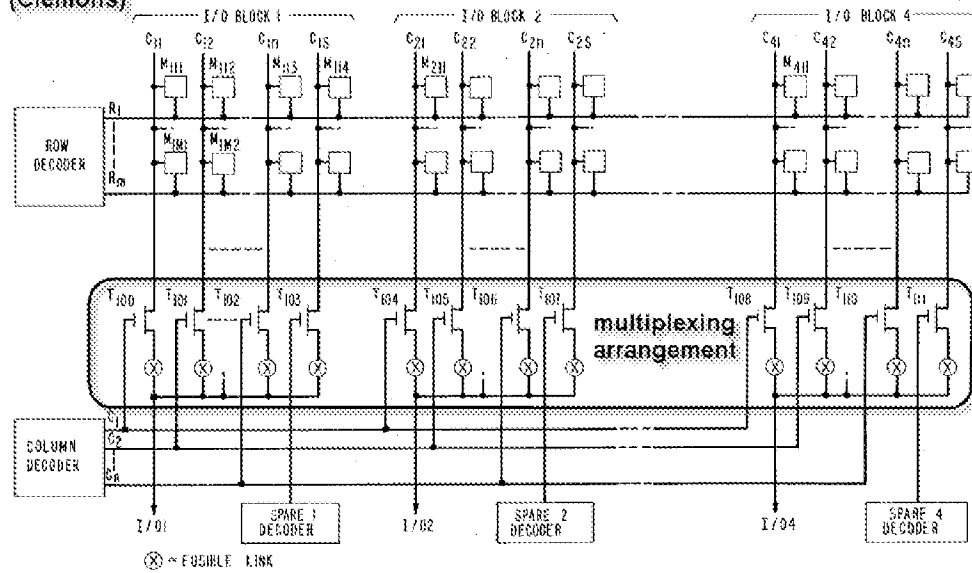 (Clemons)
I/O BLOCK 1
I/O BLOCK 2
I/O BLOCK 4
C11 C12 C1n C1S C21 C22 C2n C2S C41 C42 C4n C4S
M111 M112 M113 M114 M211 M411
R1
ROW
DECODER
M1M1 M1M2
Rm
T100 T101 T102 T103 T104 T105 T106 T107 T108 T109 T110 T111
multiplexing
arrangement
C1
COLUMN
DECODER
C2
Cn
I/O1
SPARE 1
DECODER
I/O2
SPARE 2
DECODER
I/O4
SPARE 4
DECODER
Ⓧ ~ FUSIBLE LINK